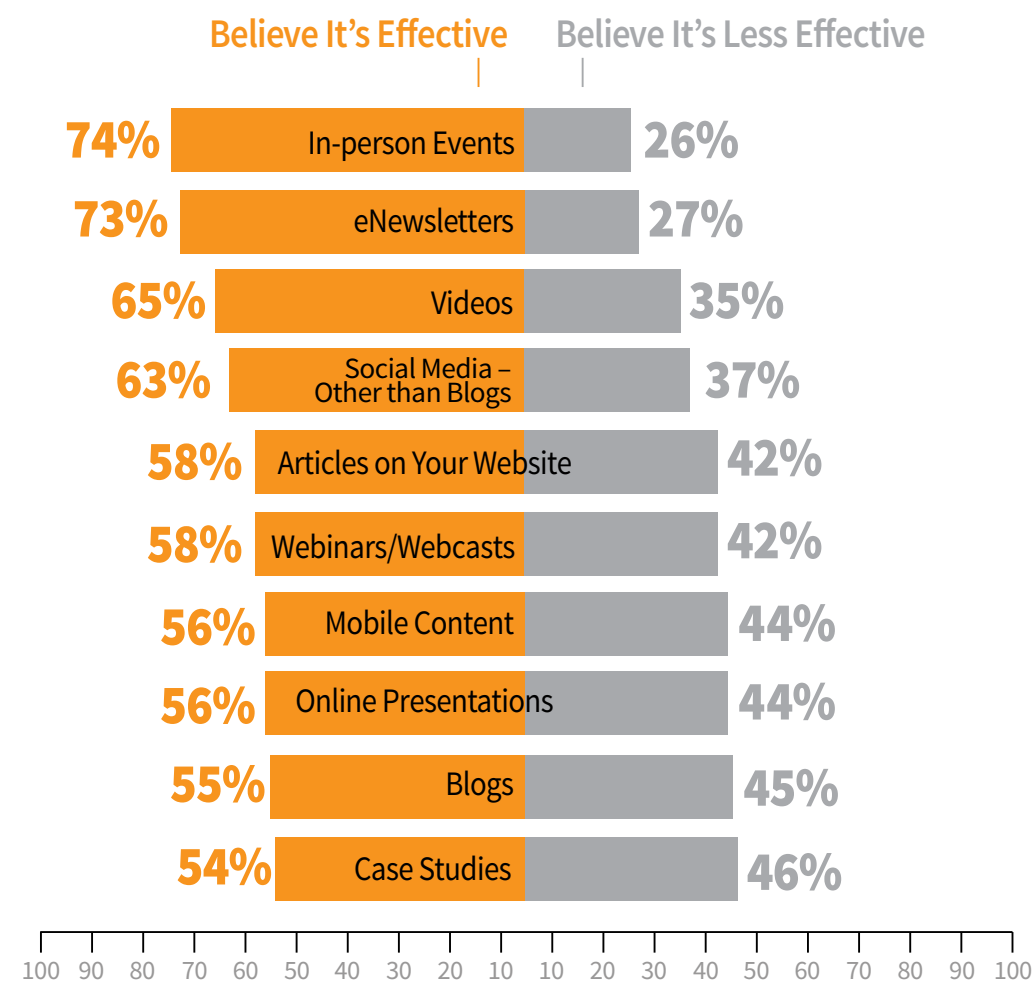 Believe It’s Effective
Believe It’s Less Effective
74%
In-person Events
26%
73%
eNewsletters
27%
65%
Videos
35%
63%
Social Media –
Other than Blogs
37%
58%
Articles on Your Website
42%
58%
Webinars/Webcasts
42%
56%
Mobile Content
44%
56%
Online Presentations
44%
55%
Blogs
45%
54%
Case Studies
46%
100 90 80 70 60 50 40 30 20 10 10 20 30 40 50 60 70 80 90 100